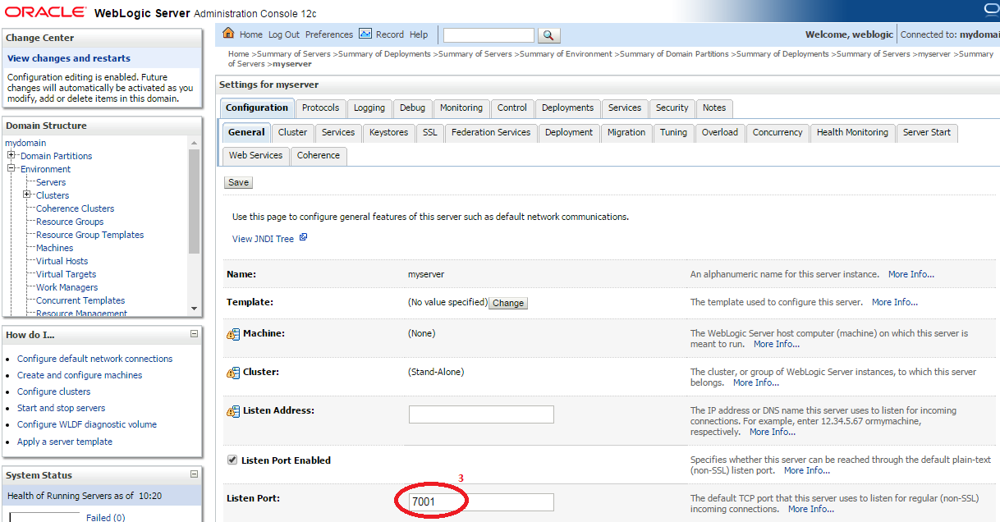 ORACLE WebLogic Server Administration Console 12c
Change Center
View changes and restarts
Configuration editing is enabled. Future
changes will automatically be activated as you
modify, add or delete items in this domain.
Domain Structure
mydomain
Domain Partitions
Environment
Servers
Clusters
Coherence Clusters
Resource Groups
Resource Group Templates
Machines
Virtual Hosts
Virtual Targets
Work Managers
Concurrent Templates
Resource Management
How do I...
Configure default network connections
Create and configure machines
Configure clusters
Start and stop servers
Configure WLDF diagnostic volume
Apply a server template
System Status
Health of Running Servers as of 10:20
Failed (0)
Home Log Out Preferences Record Help
Welcome, weblogic Connected to: mydomai
Home >Summary of Servers >Summary of Deployments >Summary of Servers >Summary of Environment >Summary of Domain Partitions >Summary of Deployments >Summary of Servers >myserver >Summary
of Servers >myserver
Settings for myserver
Configuration Protocols Logging Debug Monitoring Control Deployments Services Security Notes
General Cluster Services Keystores SSL Federation Services Deployment Migration Tuning Overload Concurrency Health Monitoring Server Start
Web Services Coherence
Save
Use this page to configure general features of this server such as default network communications.
View JNDI Tree
Name: myserver An alphanumeric name for this server instance. More Info...
Template: (No value specified) Change The template used to configure this server. More Info...
Machine: (None) The WebLogic Server host computer (machine) on which this server is
meant to run. More Info...
Cluster: (Stand-Alone) The cluster, or group of WebLogic Server instances, to which this server
belongs. More Info...
Listen Address: The IP address or DNS name this server uses to listen for incoming
connections. For example, enter 12.34.5.67 ormymachine,
respectively. More Info...
Listen Port Enabled Specifies whether this server can be reached through the default plain-text
(non-SSL) listen port. More Info...
3
Listen Port: 7001 The default TCP port that this server uses to listen for regular (non-SSL)
incoming connections. More Info...